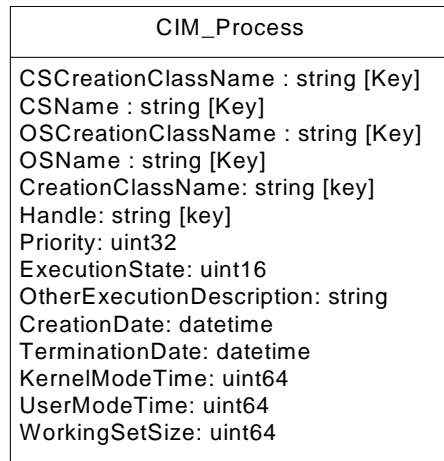 CIM_Process
CSCreationClassName : string [Key]
CSName : string [Key]
OSCreationClassName : string [Key]
OSName : string [Key]
CreationClassName: string [key]
Handle: string [key]
Priority: uint32
ExecutionState: uint16
OtherExecutionDescription: string
CreationDate: datetime
TerminationDate: datetime
KernelModeTime: uint64
UserModeTime: uint64
WorkingSetSize: uint64